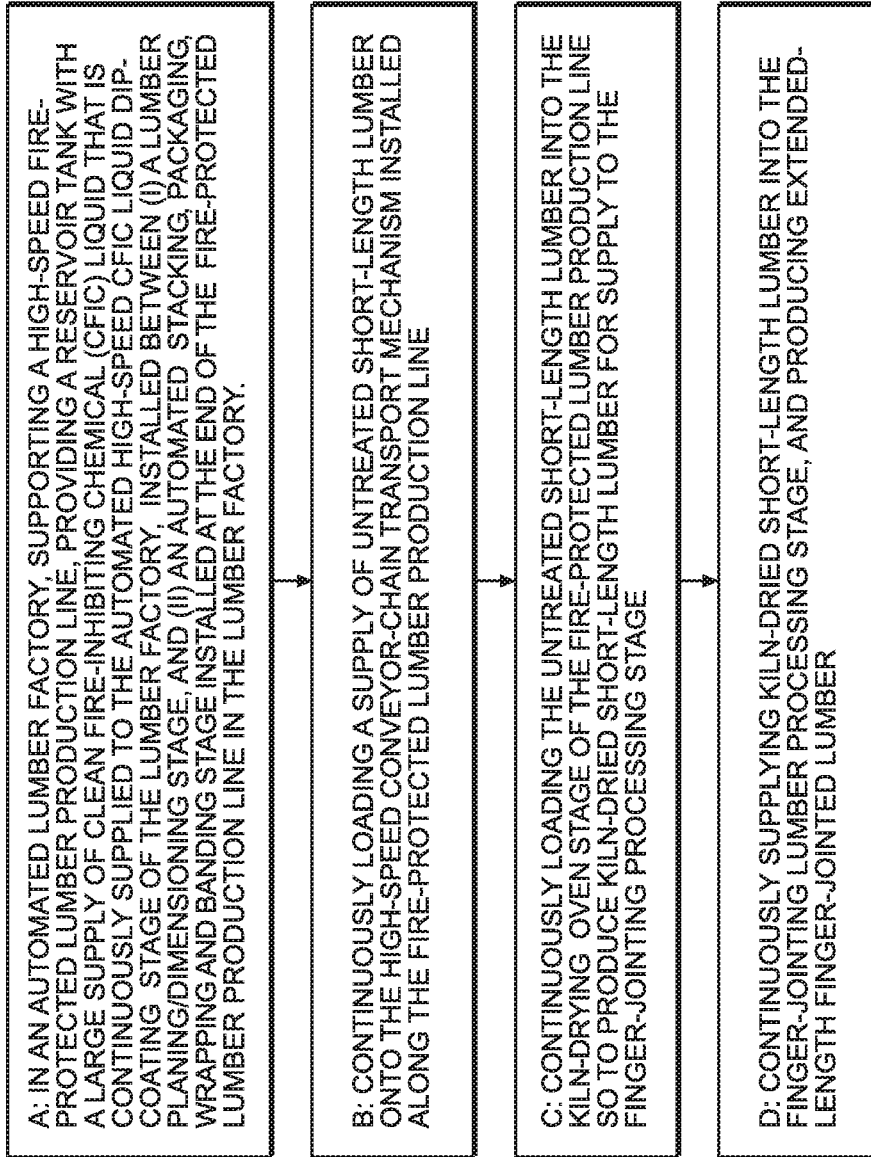 A: IN AN AUTOMATED LUMBER FACTORY, SUPPORTING A HIGH-SPEED FIRE-
PROTECTED LUMBER PRODUCTION LINE, PROVIDING A RESERVOIR TANK WITH
A LARGE SUPPLY OF CLEAN FIRE-INHIBITING CHEMICAL (CFIC) LIQUID THAT IS
CONTINUOUSLY SUPPLIED TO THE AUTOMATED HIGH-SPEED CFIC LIQUID DIP-
COATING STAGE OF THE LUMBER FACTORY, INSTALLED BETWEEN (I) A LUMBER
PLANING/DIMENSIONING STAGE, AND (II) AN AUTOMATED STACKING, PACKAGING,
WRAPPING AND BANDING STAGE INSTALLED AT THE END OF THE FIRE-PROTECTED
LUMBER PRODUCTION LINE IN THE LUMBER FACTORY.
B: CONTINUOUSLY LOADING A SUPPLY OF UNTREATED SHORT-LENGTH LUMBER
ONTO THE HIGH-SPEED CONVEYOR-CHAIN TRANSPORT MECHANISM INSTALLED
ALONG THE FIRE-PROTECTED LUMBER PRODUCTION LINE
C: CONTINUOUSLY LOADING THE UNTREATED SHORT-LENGTH LUMBER INTO THE
KILN-DRYING OVEN STAGE OF THE FIRE-PROTECTED LUMBER PRODUCTION LINE
SO TO PRODUCE KILN-DRIED SHORT-LENGTH LUMBER FOR SUPPLY TO THE
FINGER-JOINTING PROCESSING STAGE
D: CONTINUOUSLY SUPPLYING KILN-DRIED SHORT-LENGTH LUMBER INTO THE
FINGER-JOINTING LUMBER PROCESSING STAGE, AND PRODUCING EXTENDED-
LENGTH FINGER-JOINTED LUMBER